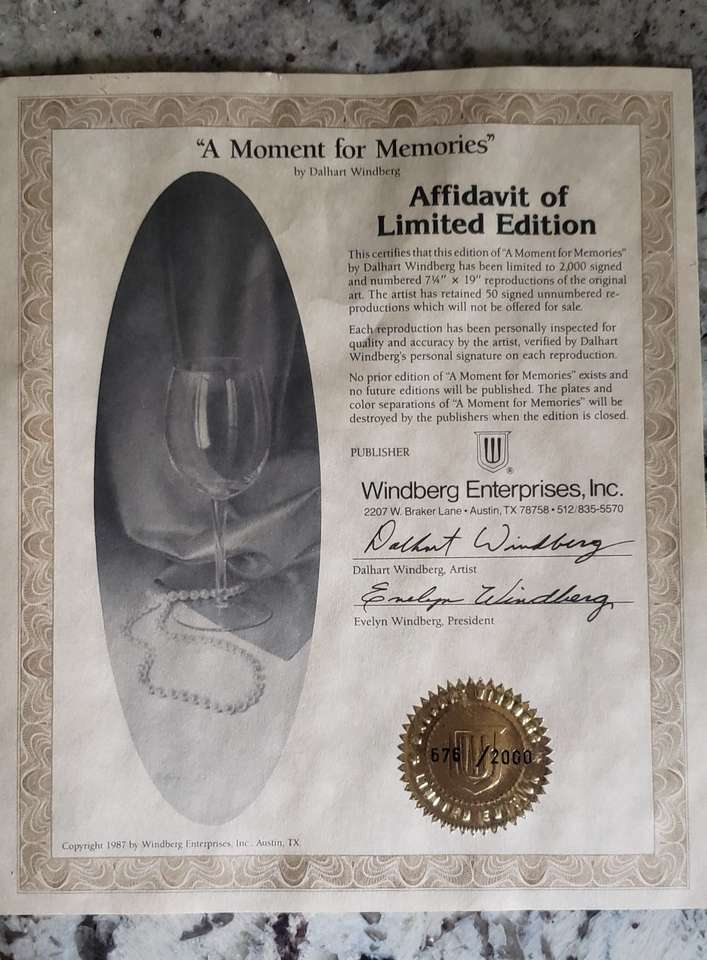 “A Moment for Memories”
by Dalhart Windberg
Affidavit of
Limited Edition
This certifies that this edition of “A Moment for Memories”
by Dalhart Windberg has been limited to 2,000 signed
and numbered 7¼″ × 19″ reproductions of the original
art. The artist has retained 50 signed unnumbered re-
productions which will not be offered for sale.
Each reproduction has been personally inspected for
quality and accuracy by the artist, verified by Dalhart
Windberg's personal signature on each reproduction.
No prior edition of “A Moment for Memories” exists and
no future editions will be published. The plates and
color separations of “A Moment for Memories” will be
destroyed by the publishers when the edition is closed.
PUBLISHER
W
®
Windberg Enterprises, Inc.
2207 W. Braker Lane • Austin, TX 78758 • 512/835-5570
Dalhart Windberg
Dalhart Windberg, Artist
Evelyn Windberg
Evelyn Windberg, President
676/2000
Copyright 1987 by Windberg Enterprises, Inc., Austin, TX